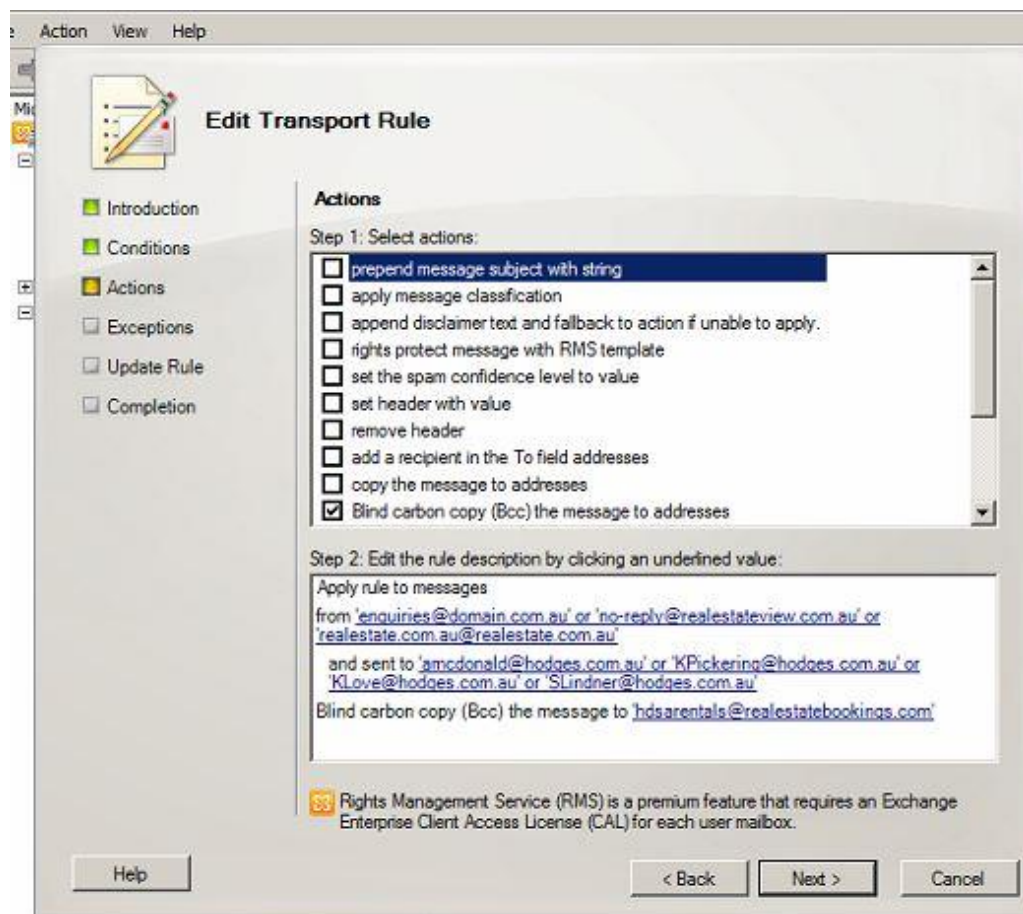 Action View Help
Mic
Edit Transport Rule
Introduction
Conditions
Actions
Exceptions
Update Rule
Completion
Actions
Step 1: Select actions:
prepend message subject with string
apply message classification
append disclaimer text and fallback to action if unable to apply.
rights protect message with RMS template
set the spam confidence level to value
set header with value
remove header
add a recipient in the To field addresses
copy the message to addresses
Blind carbon copy (Bcc) the message to addresses
Step 2: Edit the rule description by clicking an underlined value:
Apply rule to messages
from 'enquiries@domain.com.au' or 'no-reply@realestateview.com.au' or
'realestate.com.au@realestate.com.au'
and sent to 'amcdonald@hodges.com.au' or 'KPickering@hodges.com.au' or
'KLove@hodges.com.au' or 'SLindner@hodges.com.au'
Blind carbon copy (Bcc) the message to 'hdsarentals@realestatebookings.com'
Rights Management Service (RMS) is a premium feature that requires an Exchange
Enterprise Client Access License (CAL) for each user mailbox.
Help
< Back
Next >
Cancel